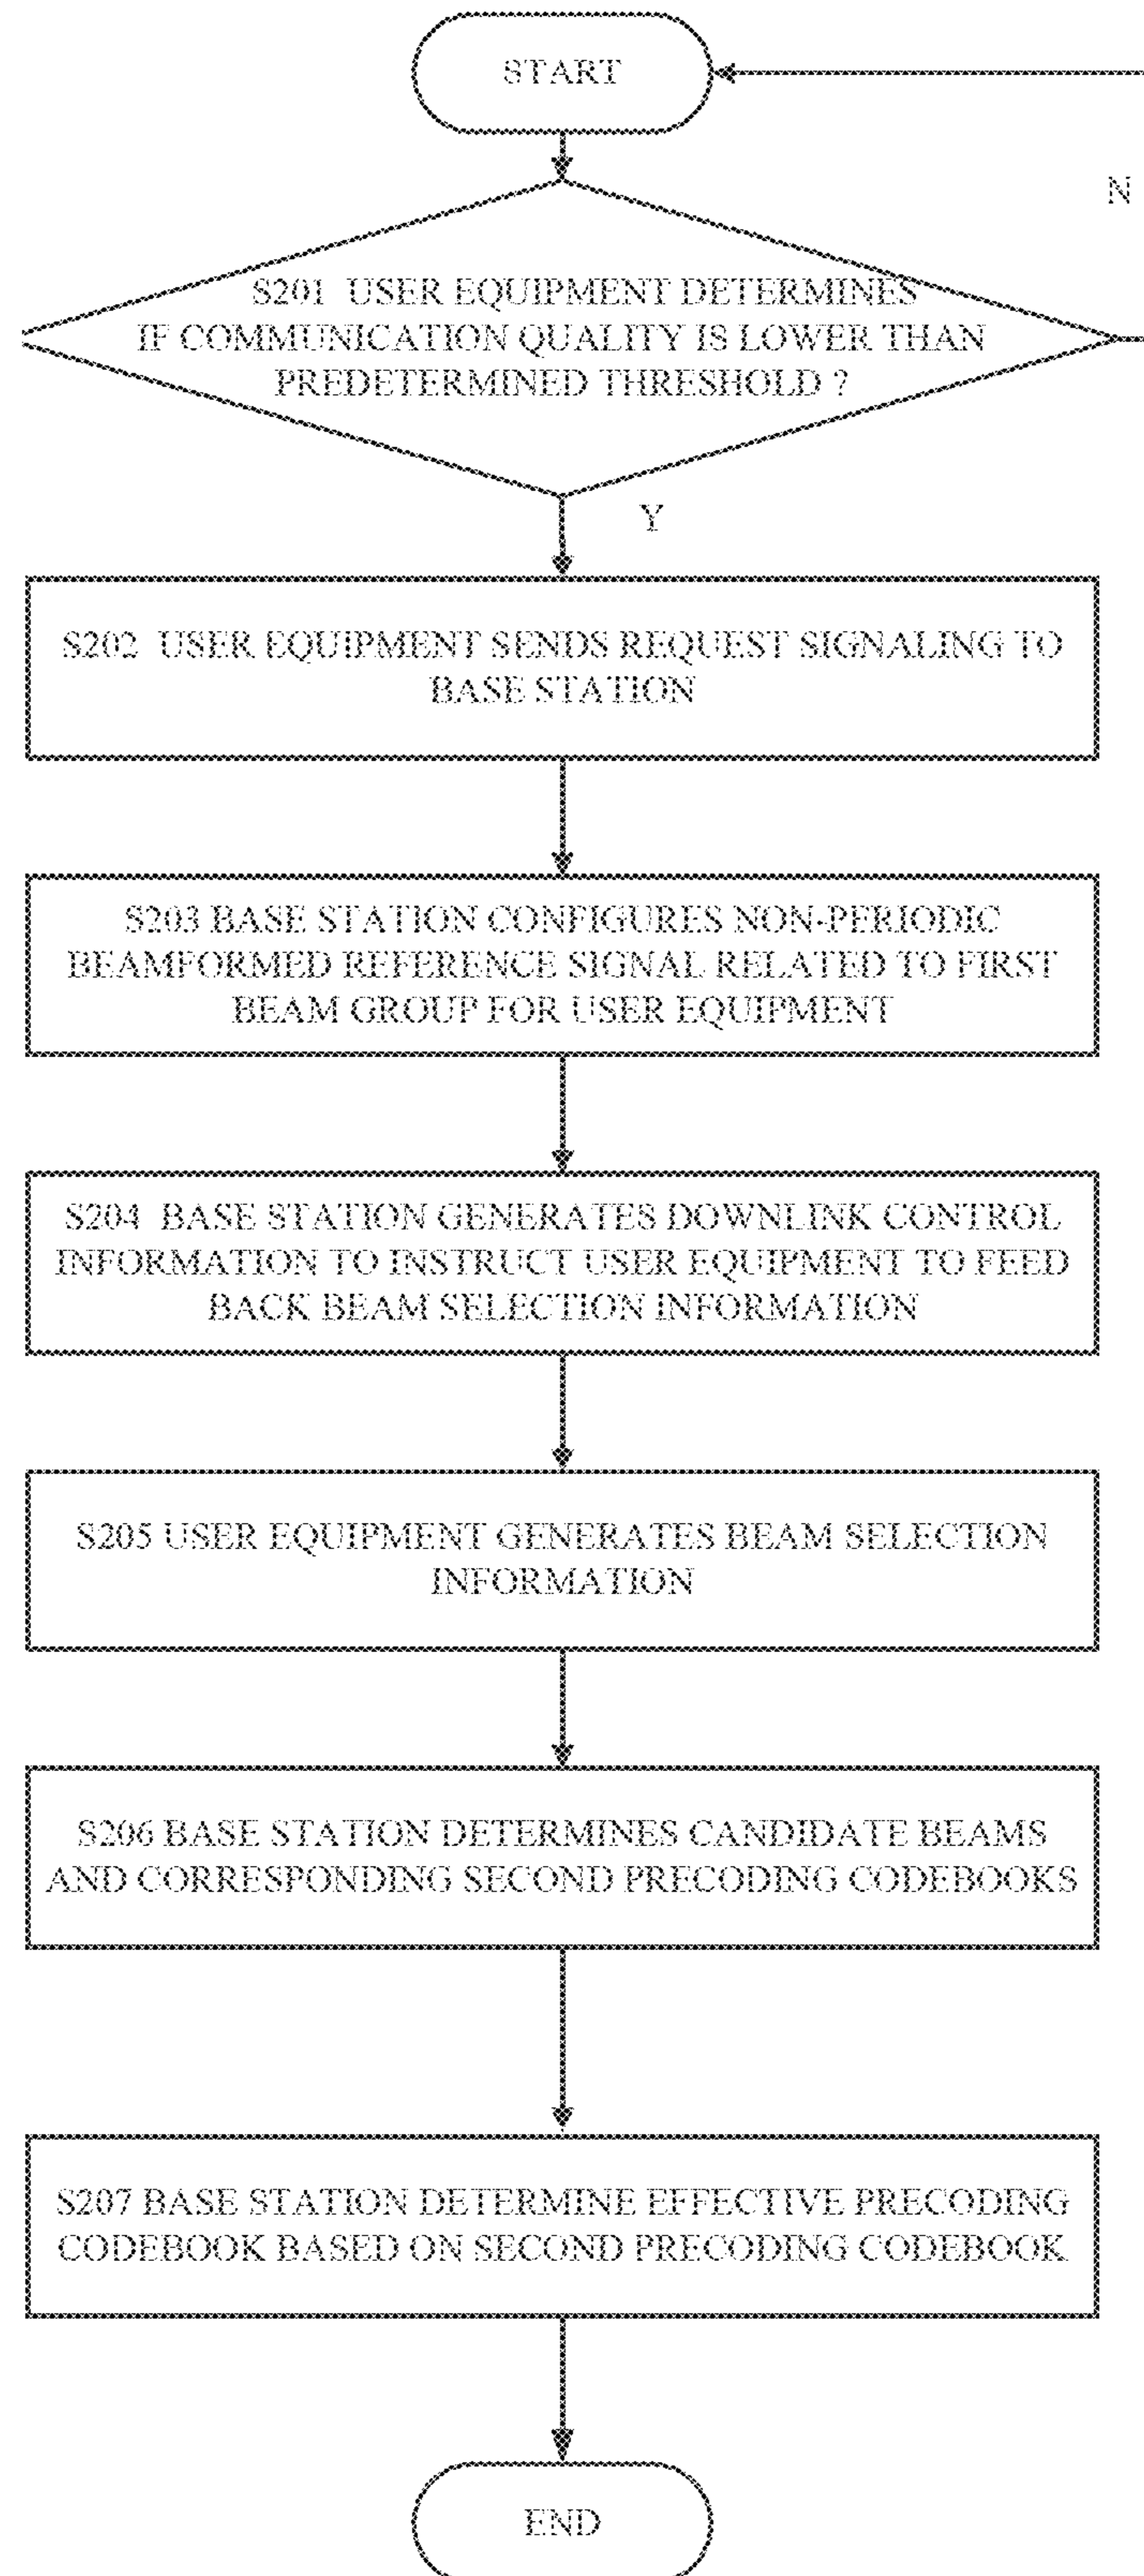 START
N
S201 USER EQUIPMENT DETERMINES
IF COMMUNICATION QUALITY IS LOWER THAN
PREDETERMINED THRESHOLD ?
Y
S202 USER EQUIPMENT SENDS REQUEST SIGNALING TO
BASE STATION
S203 BASE STATION CONFIGURES NON-PERIODIC
BEAMFORMED REFERENCE SIGNAL RELATED TO FIRST
BEAM GROUP FOR USER EQUIPMENT
S204 BASE STATION GENERATES DOWNLINK CONTROL
INFORMATION TO INSTRUCT USER EQUIPMENT TO FEED
BACK BEAM SELECTION INFORMATION
S205 USER EQUIPMENT GENERATES BEAM SELECTION
INFORMATION
S206 BASE STATION DETERMINES CANDIDATE BEAMS
AND CORRESPONDING SECOND PRECODING CODEBOOKS
S207 BASE STATION DETERMINE EFFECTIVE PRECODING
CODEBOOK BASED ON SECOND PRECODING CODEBOOK
END